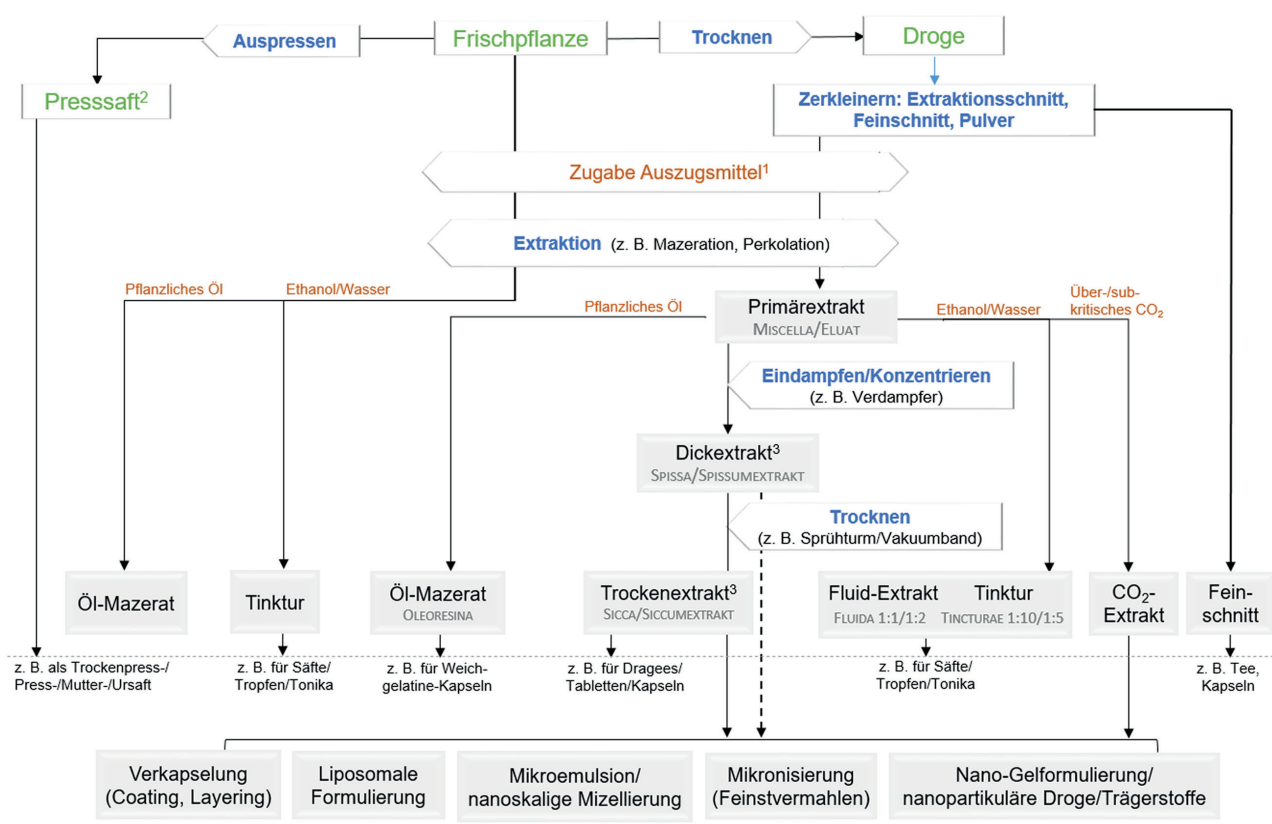 Auspressen
Frischpflanze
Trocknen
Droge
Presssaft²
Zerkleinern: Extraktionsschnitt,
Feinschnitt, Pulver
Zugabe Auszugsmittel¹
Extraktion (z. B. Mazeration, Perkolation)
Pflanzliches Öl
Ethanol/Wasser
Pflanzliches Öl
Primärextrakt
MISCELLA/ELUAT
Ethanol/Wasser
Über-/sub-
kritisches CO₂
Eindampfen/Konzentrieren
(z. B. Verdampfer)
Dickextrakt³
SPISSA/SPISSUMEXTRAKT
Trocknen
(z. B. Sprühturm/Vakuumband)
Öl-Mazerat
Tinktur
Öl-Mazerat
OLEORESINA
Trockenextrakt³
SICCA/SICCUMEXTRAKT
Fluid-Extrakt
FLUIDA 1:1/1:2
Tinktur
TINCTURAE 1:10/1:5
CO₂-
Extrakt
Fein-
schnitt
z. B. als Trockenpress-/
Press-/Mutter-/Ursaft
z. B. für Säfte/
Tropfen/Tonika
z. B. für Weich-
gelatine-Kapseln
z. B. für Dragees/
Tabletten/Kapseln
z. B. für Säfte/
Tropfen/Tonika
z. B. Tee,
Kapseln
Verkapselung
(Coating, Layering)
Liposomale
Formulierung
Mikroemulsion/
nanoskalige Mizellierung
Mikronisierung
(Feinstvermahlen)
Nano-Gelformulierung/
nanopartikuläre Droge/Trägerstoffe